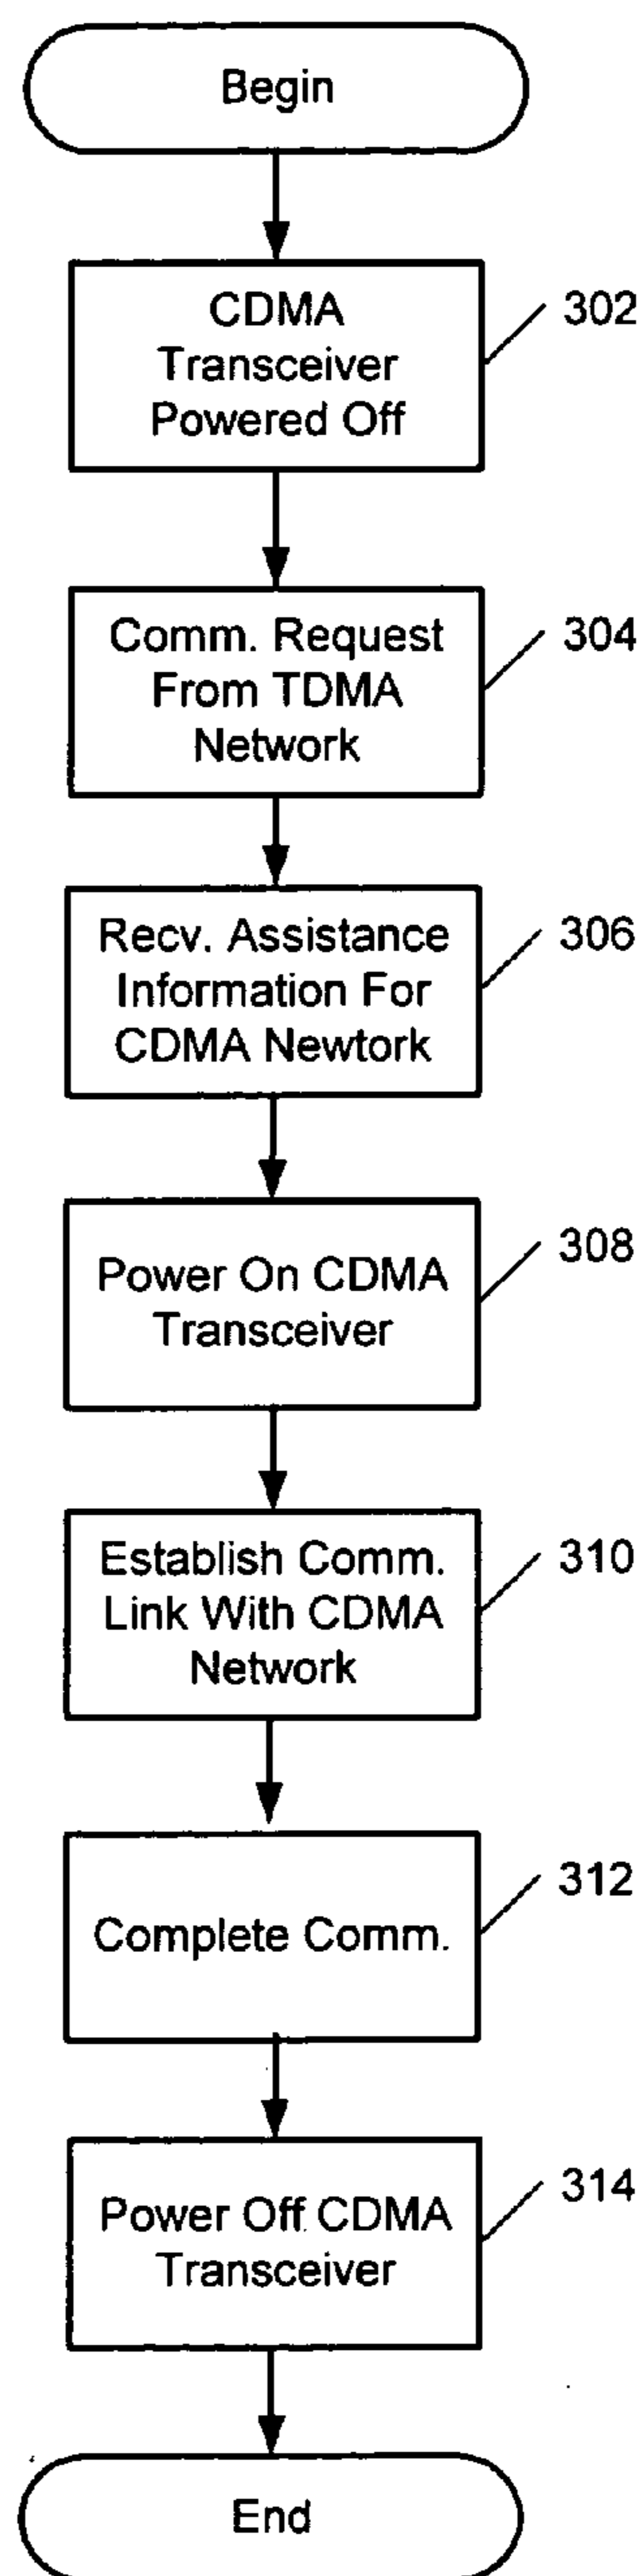 Begin
CDMA
Transceiver
Powered Off
302
Comm. Request
From TDMA
Network
304
Recv. Assistance
Information For
CDMA Newtork
306
Power On CDMA
Transceiver
308
Establish Comm.
Link With CDMA
Network
310
Complete Comm.
312
Power Off CDMA
Transceiver
314
End